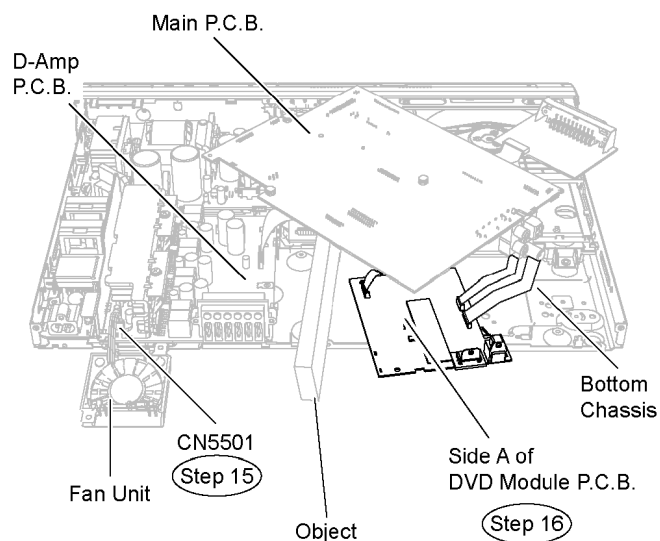 Main P.C.B.
D-Amp
P.C.B.
Bottom
Chassis
CN5501
Step 15
Side A of
DVD Module P.C.B.
Fan Unit
Step 16
Object